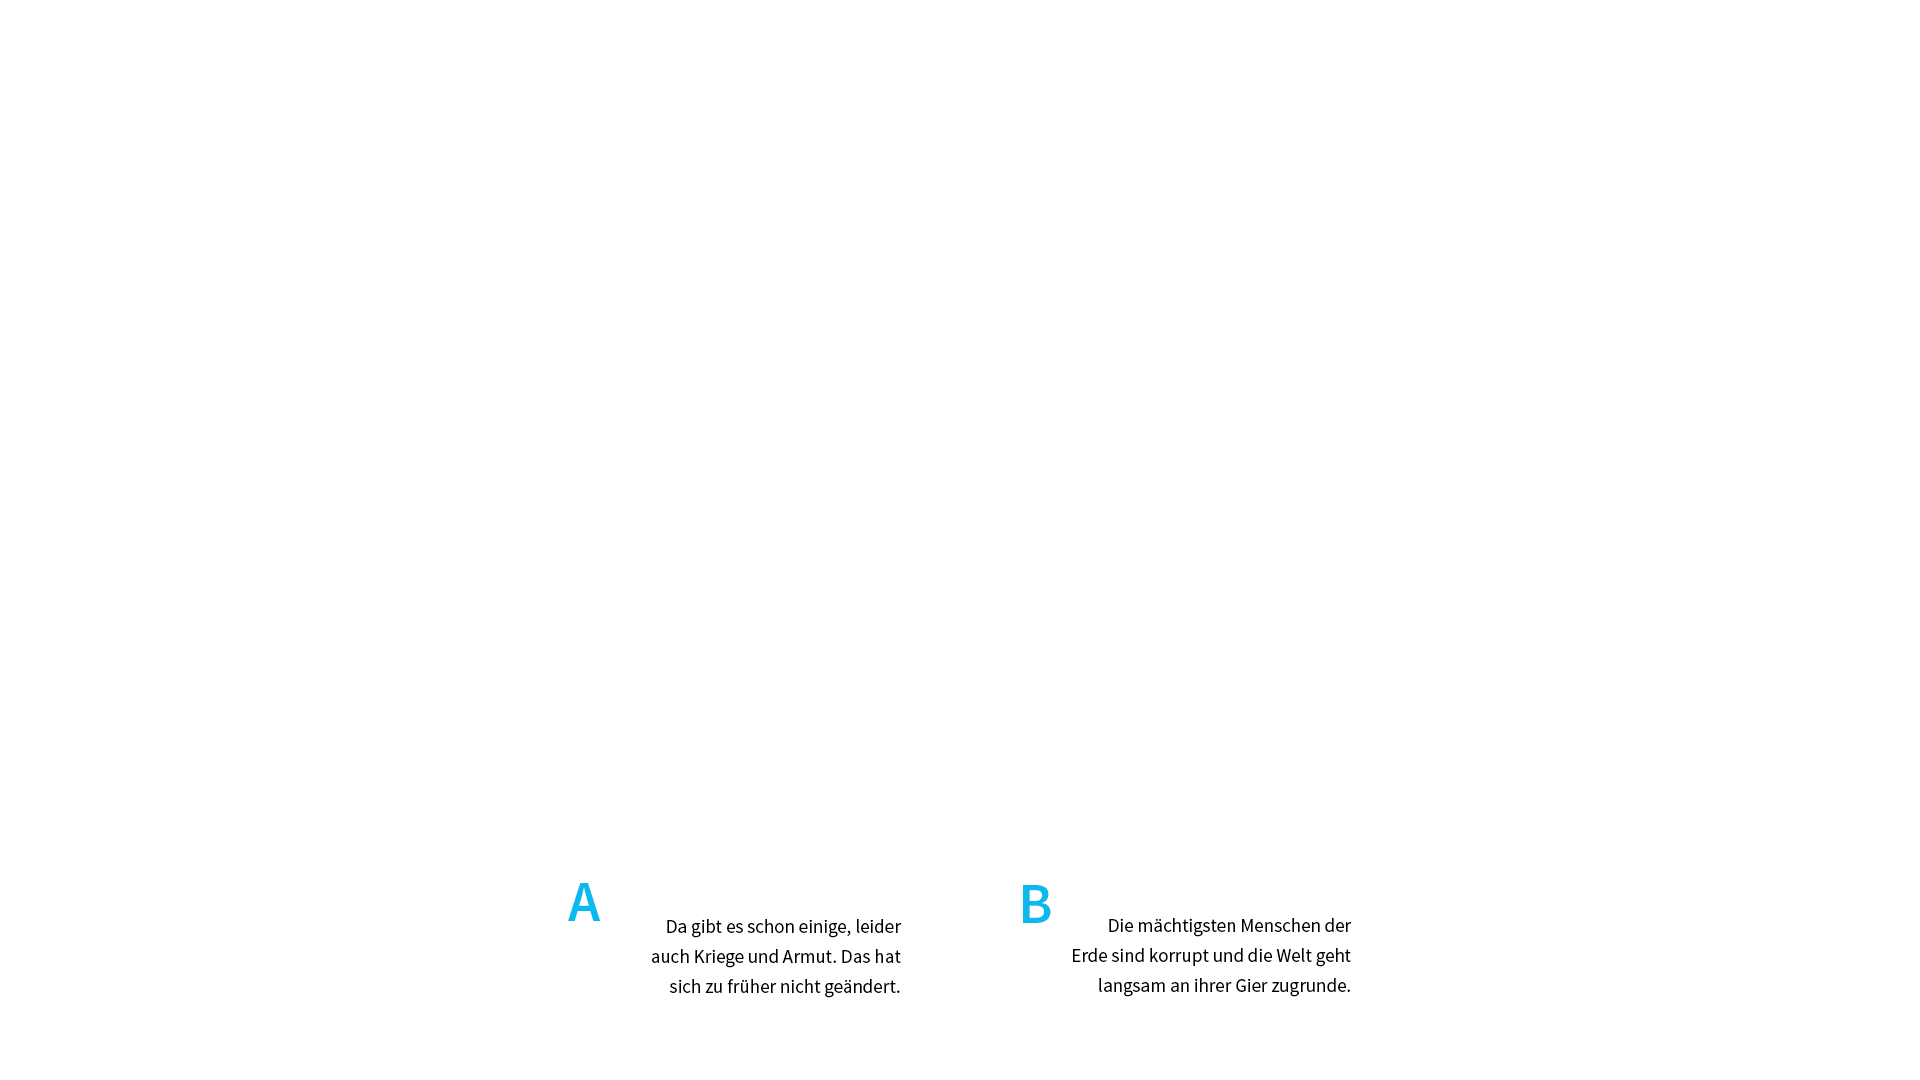 A
Da gibt es schon einige, leider
auch Kriege und Armut. Das hat
sich zu früher nicht geändert.
B
Die mächtigsten Menschen der
Erde sind korrupt und die Welt geht
langsam an ihrer Gier zugrunde.